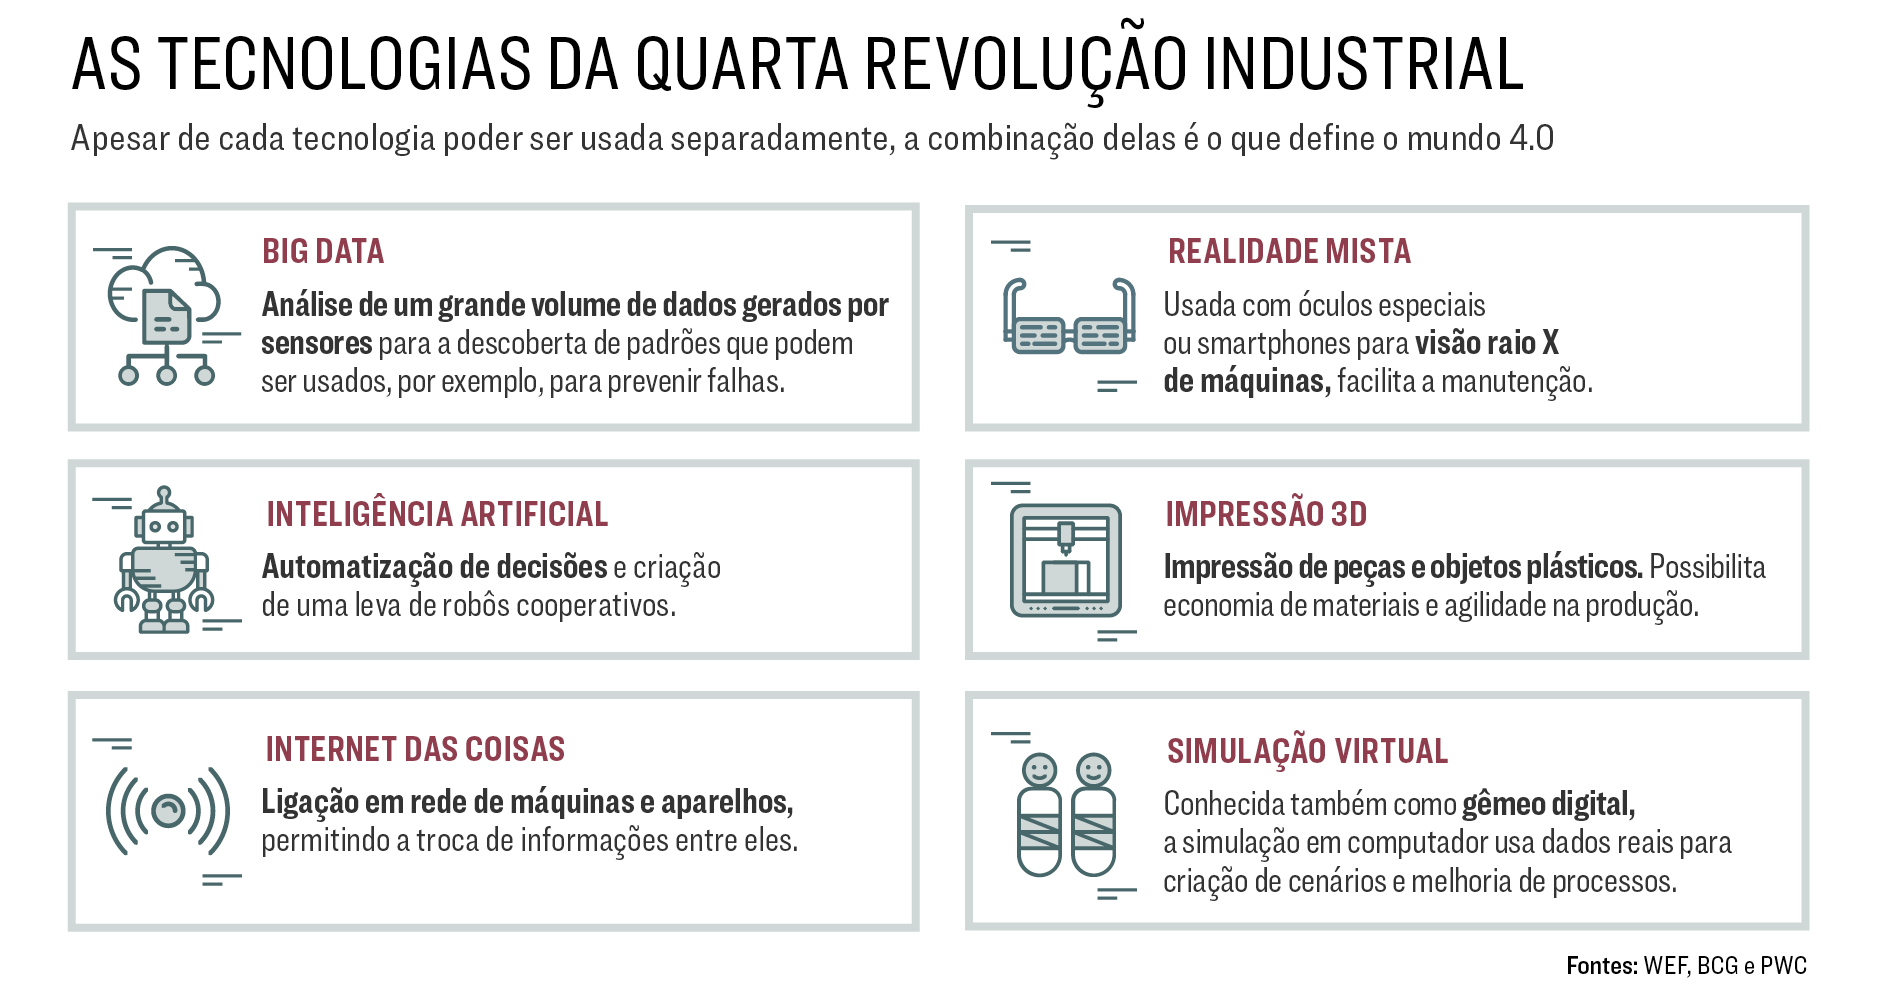 AS TECNOLOGIAS DA QUARTA REVOLUÇÃO INDUSTRIAL
Apesar de cada tecnologia poder ser usada separadamente, a combinação delas é o que define o mundo 4.0
BIG DATA
Análise de um grande volume de dados gerados por
sensores para a descoberta de padrões que podem
ser usados, por exemplo, para prevenir falhas.
REALIDADE MISTA
Usada com óculos especiais
ou smartphones para visão raio X
de máquinas, facilita a manutenção.
INTELIGÊNCIA ARTIFICIAL
Automatização de decisões e criação
de uma leva de robôs cooperativos.
IMPRESSÃO 3D
Impressão de peças e objetos plásticos. Possibilita
economia de materiais e agilidade na produção.
INTERNET DAS COISAS
Ligação em rede de máquinas e aparelhos,
permitindo a troca de informações entre eles.
SIMULAÇÃO VIRTUAL
Conhecida também como gêmeo digital,
a simulação em computador usa dados reais para
criação de cenários e melhoria de processos.
Fontes: WEF, BCG e PWC